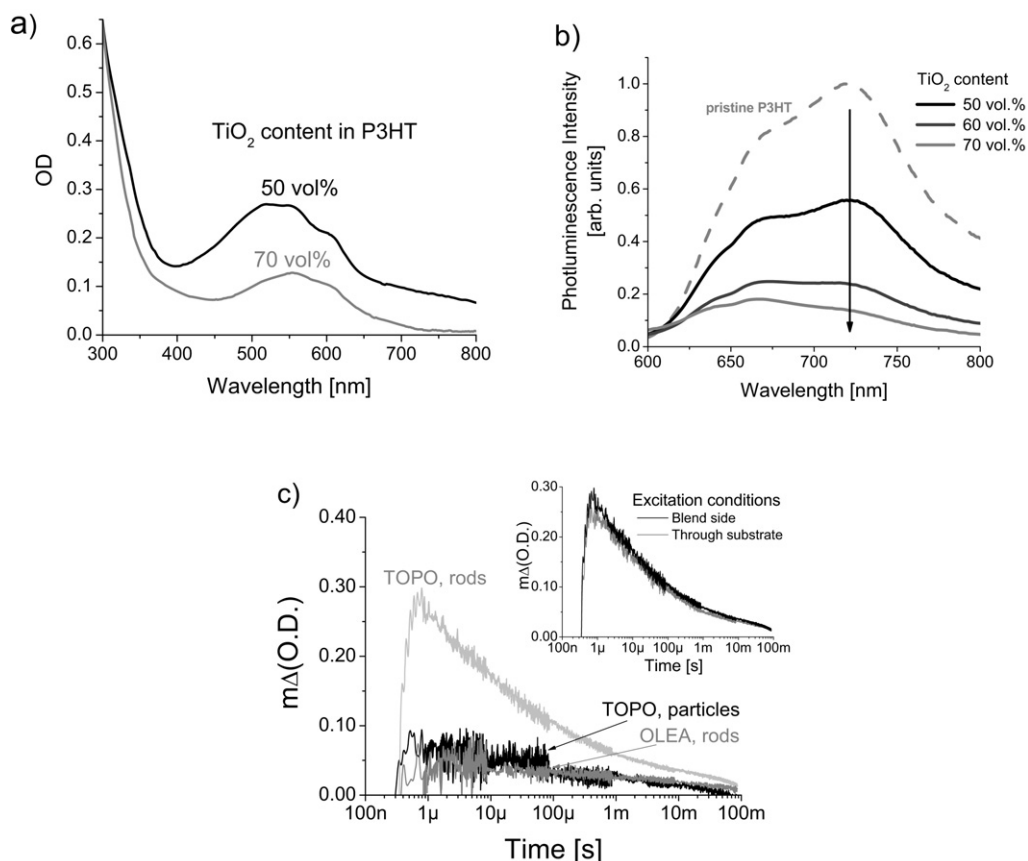 a)
0.6
0.5
0.4
0.3
0.2
0.1
0.0
OD
TiO2 content in P3HT
50 vol%
70 vol%
300 400 500 600 700 800
Wavelength [nm]
b)
1.0
0.8
0.6
0.4
0.2
0.0
Photluminescence Intensity
[arb. units]
pristine P3HT
TiO2 content
50 vol.%
60 vol.%
70 vol.%
600 650 700 750 800
Wavelength [nm]
c)
0.40
0.30
0.20
0.10
0.00
m∆(O.D.)
TOPO, rods
TOPO, particles
OLEA, rods
100n 1µ 10µ 100µ 1m 10m 100m
Time [s]
0.30
0.20
0.10
0.00
m∆(O.D.)
Excitation conditions
Blend side
Through substrate
100n 1µ 10µ 100µ 1m 10m 100m
Time [s]